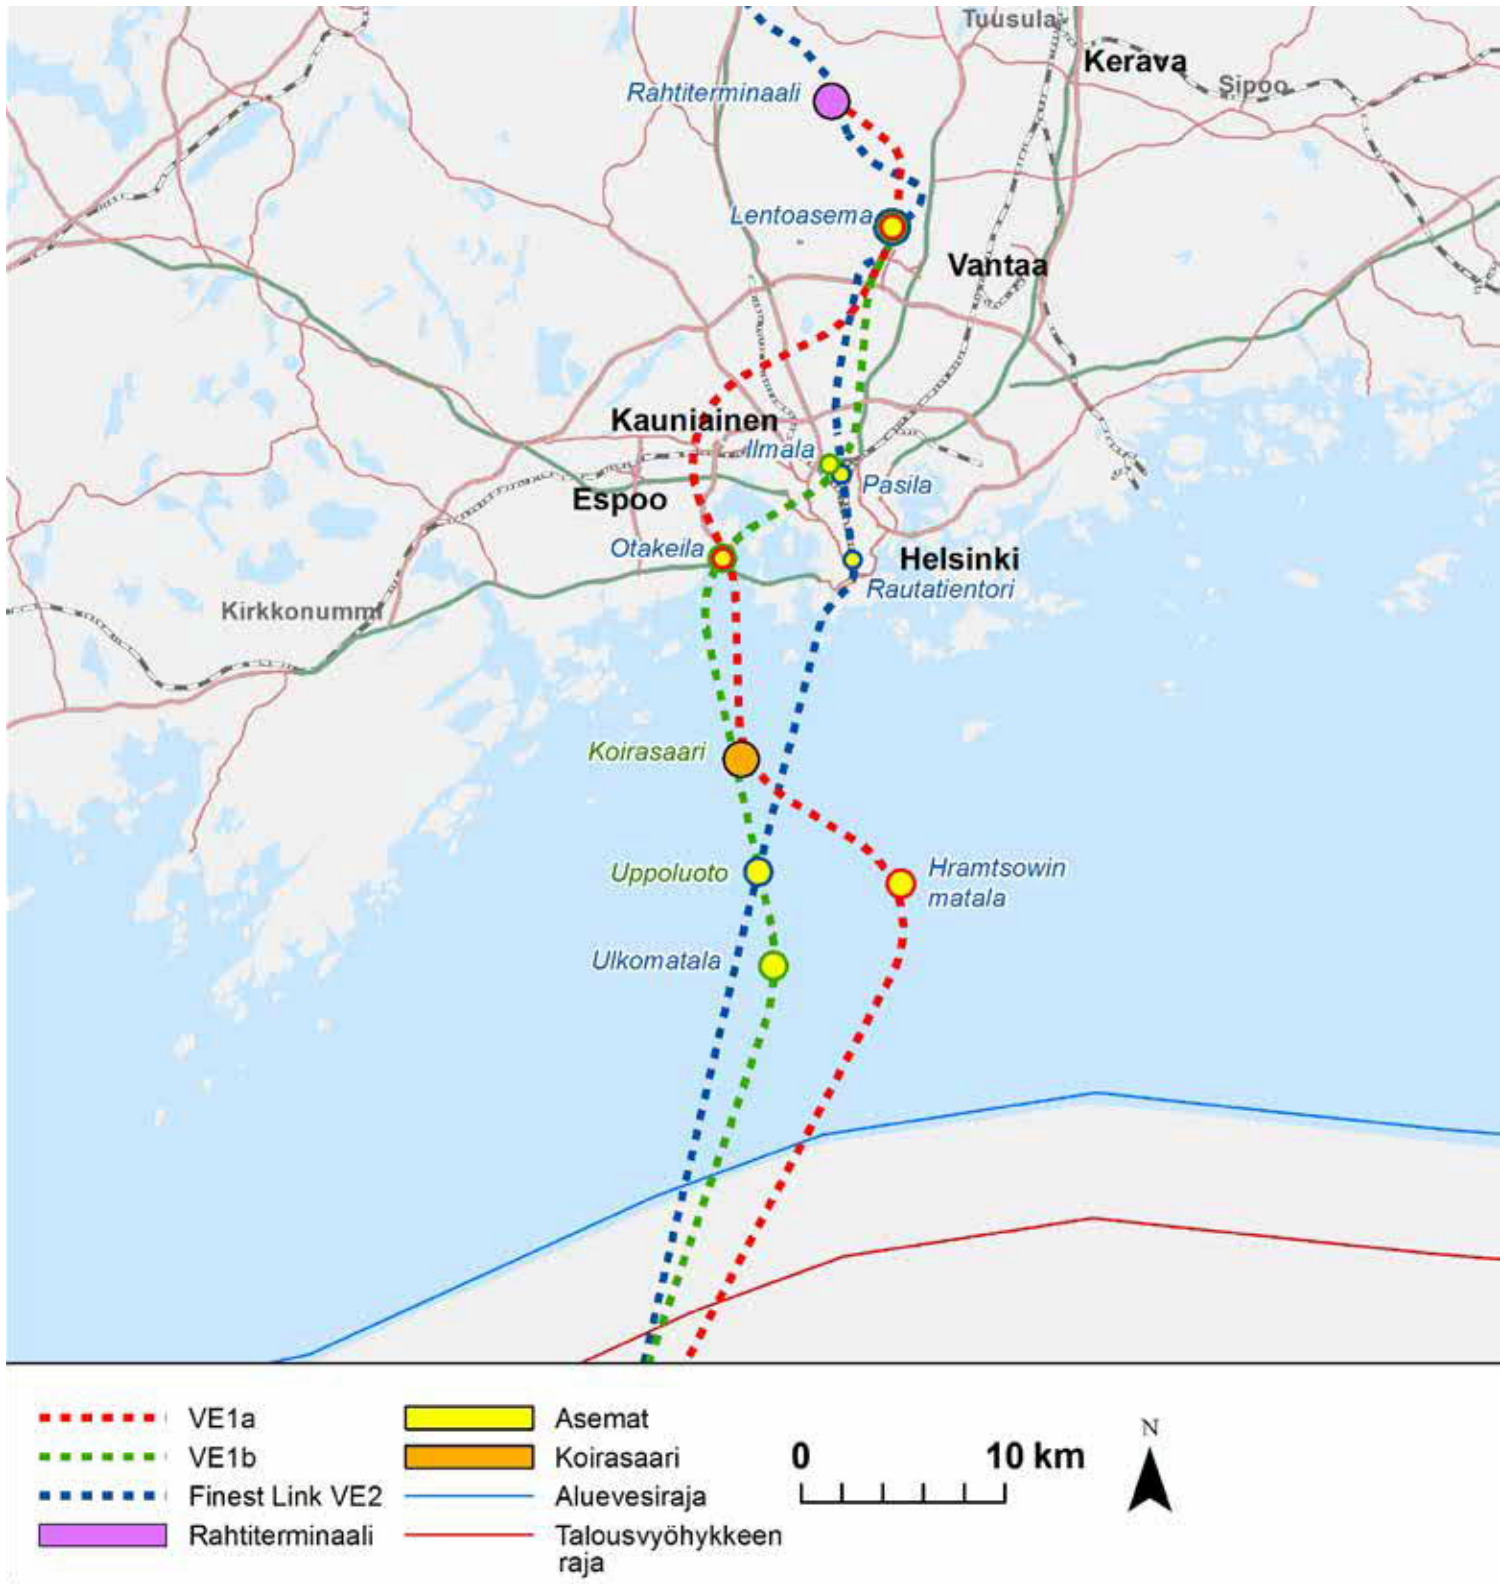 Tuusula
Kerava
Sipoo
Rahtiterminaali
Lentoasema
Vantaa
Kauniainen
Ilmala
Pasila
Espoo
Otakeila
Helsinki
Rautatientori
Kirkkonummi
Koirasaari
Uppoluoto
Hramtsowin
matala
Ulkomatala
VE1a
VE1b
Finest Link VE2
Rahtiterminaali
Asemat
Koirasaari
Aluevesiraja
Talousvyöhykkeen
raja
0 10 km
N